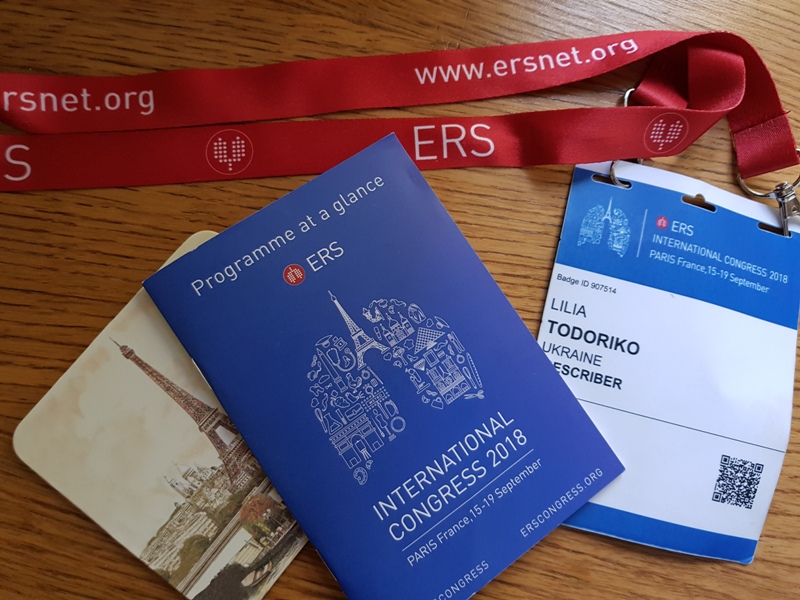 www.ersnet.org
rsnet.org
ERS
S
Programme at a glance
ERS
INTERNATIONAL
CONGRESS 2018
PARIS France, 15-19 September
ERSCONGRESS.ORG
CONGRESS
ERS
INTERNATIONAL CONGRESS 2018
PARIS France, 15-19 September
Badge ID 907514
LILIA
TODORIKO
UKRAINE
ESCRIBER